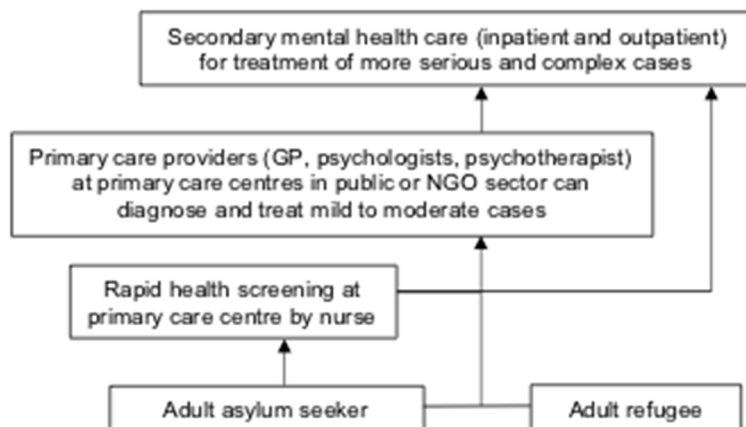 Secondary mental health care (inpatient and outpatient)
for treatment of more serious and complex cases
Primary care providers (GP, psychologists, psychotherapist)
at primary care centres in public or NGO sector can
diagnose and treat mild to moderate cases
Rapid health screening at
primary care centre by nurse
Adult asylum seeker
Adult refugee